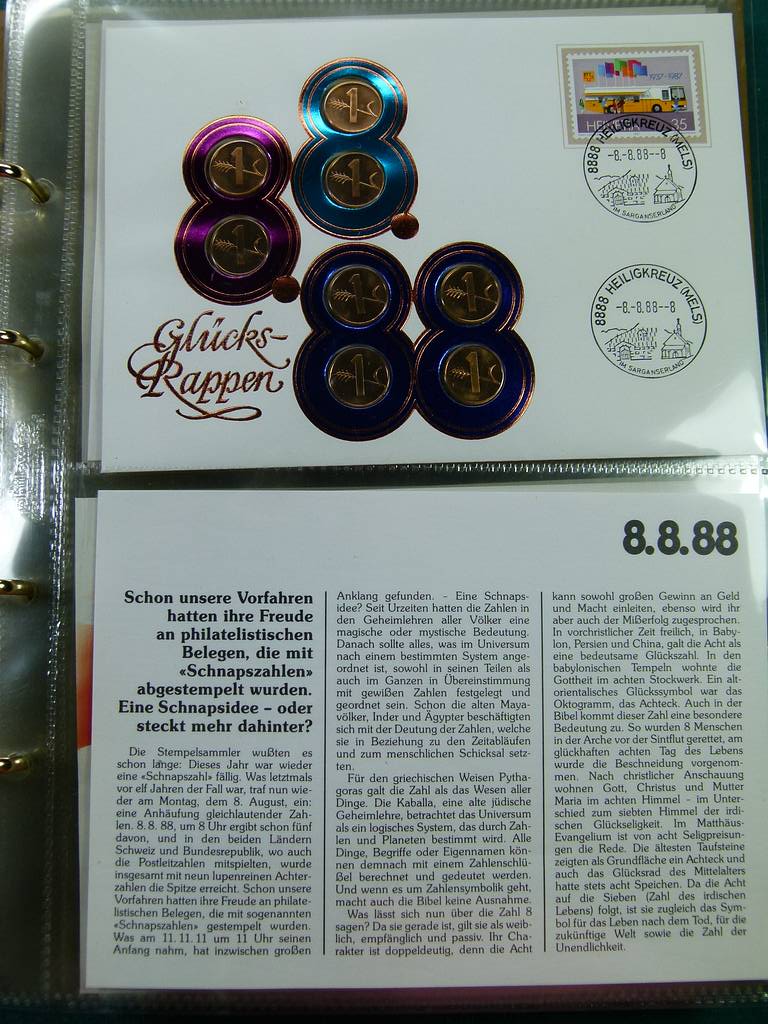 1
1
1
1
1
1
1
1
Glücks-
Rappen
1937-1987
HELVETIA 35
8888 HEILIGKREUZ (MELS)
-8.-8.88--8
IM SARGANSERLAND
8888 HEILIGKREUZ (MELS)
-8.-8.88--8
IM SARGANSERLAND
8.8.88
Schon unsere Vorfahren
hatten ihre Freude
an philatelistischen
Belegen, die mit
«Schnapszahlen»
abgestempelt wurden.
Eine Schnapsidee – oder
steckt mehr dahinter?
Die Stempelsammler wußten es
schon länge: Dieses Jahr war wieder
eine «Schnapszahl» fällig. Was letztmals
vor elf Jahren der Fall war, traf nun wie-
der am Montag, dem 8. August, ein:
eine Anhäufung gleichlautender Zah-
len. 8. 8. 88, um 8 Uhr ergibt schon fünf
davon, und in den beiden Ländern
Schweiz und Bundesrepublik, wo auch
die Postleitzahlen mitspielten, wurde
insgesamt mit neun lupenreinen Achter-
zahlen die Spitze erreicht. Schon unsere
Vorfahren hatten ihre Freude an philate-
listischen Belegen, die mit sogenannten
«Schnapszahlen» gestempelt wurden.
Was am 11. 11. 11 um 11 Uhr seinen
Anfang nahm, hat inzwischen großen
Anklang gefunden. - Eine Schnaps-
idee? Seit Urzeiten hatten die Zahlen in
den Geheimlehren aller Völker eine
magische oder mystische Bedeutung.
Danach sollte alles, was im Universum
nach einem bestimmten System ange-
ordnet ist, sowohl in seinen Teilen als
auch im Ganzen in Übereinstimmung
mit gewißen Zahlen festgelegt und
geordnet sein. Schon die alten Maya-
völker, Inder und Ägypter beschäftigten
sich mit der Deutung der Zahlen, welche
sie in Beziehung zu den Zeitabläufen
und zum menschlichen Schicksal setz-
ten.
Für den griechischen Weisen Pytha-
goras galt die Zahl als das Wesen aller
Dinge. Die Kaballa, eine alte jüdische
Geheimlehre, betrachtet das Universum
als ein logisches System, das durch Zah-
len und Planeten bestimmt wird. Alle
Dinge, Begriffe oder Eigennamen kön-
nen demnach mit einem Zahlenschlü-
ßel berechnet und gedeutet werden.
Und wenn es um Zahlensymbolik geht,
macht auch die Bibel keine Ausnahme.
Was lässt sich nun über die Zahl 8
sagen? Da sie gerade ist, gilt sie als weib-
lich, empfänglich und passiv. Ihr Cha-
rakter ist doppeldeutig, denn die Acht
kann sowohl großen Gewinn an Geld
und Macht einleiten, ebenso wird ihr
aber auch der Mißerfolg zugesprochen.
In vorchristlicher Zeit freilich, in Baby-
lon, Persien und China, galt die Acht als
eine bedeutsame Glückszahl. In den
babylonischen Tempeln wohnte die
Gottheit im achten Stockwerk. Ein alt-
orientalisches Glückssymbol war das
Oktogramm, das Achteck. Auch in der
Bibel kommt dieser Zahl eine besondere
Bedeutung zu. So wurden 8 Menschen
in der Arche vor der Sintflut gerettet, am
glückhaften achten Tag des Lebens
wurde die Beschneidung vorgenom-
men. Nach christlicher Anschauung
wohnen Gott, Christus und Mutter
Maria im achten Himmel - im Unter-
schied zum siebten Himmel der irdi-
schen Glückseligkeit. Im Matthäus-
Evangelium ist von acht Seligpreisun-
gen die Rede. Die ältesten Taufsteine
zeigten als Grundfläche ein Achteck und
auch das Glücksrad des Mittelalters
hatte stets acht Speichen. Da die Acht
auf die Sieben (Zahl des irdischen
Lebens) folgt, ist sie zugleich das Sym-
bol für das Leben nach dem Tod, für die
zukünftige Welt sowie die Zahl der
Unendlichkeit.